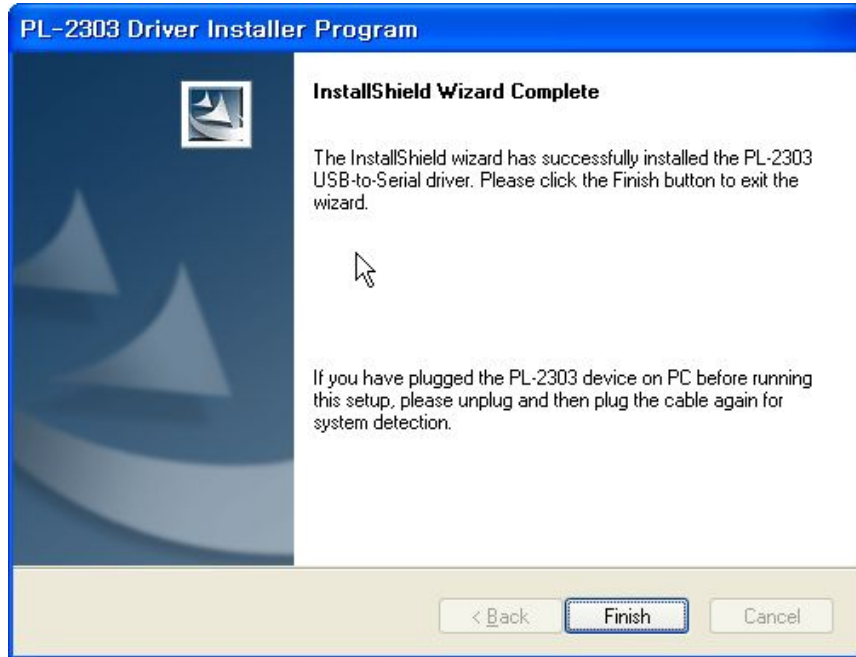 PL-2303 Driver Installer Program
InstallShield Wizard Complete
The InstallShield wizard has successfully installed the PL-2303
USB-to-Serial driver. Please click the Finish button to exit the
wizard.
If you have plugged the PL-2303 device on PC before running
this setup, please unplug and then plug the cable again for
system detection.
< Back Finish Cancel